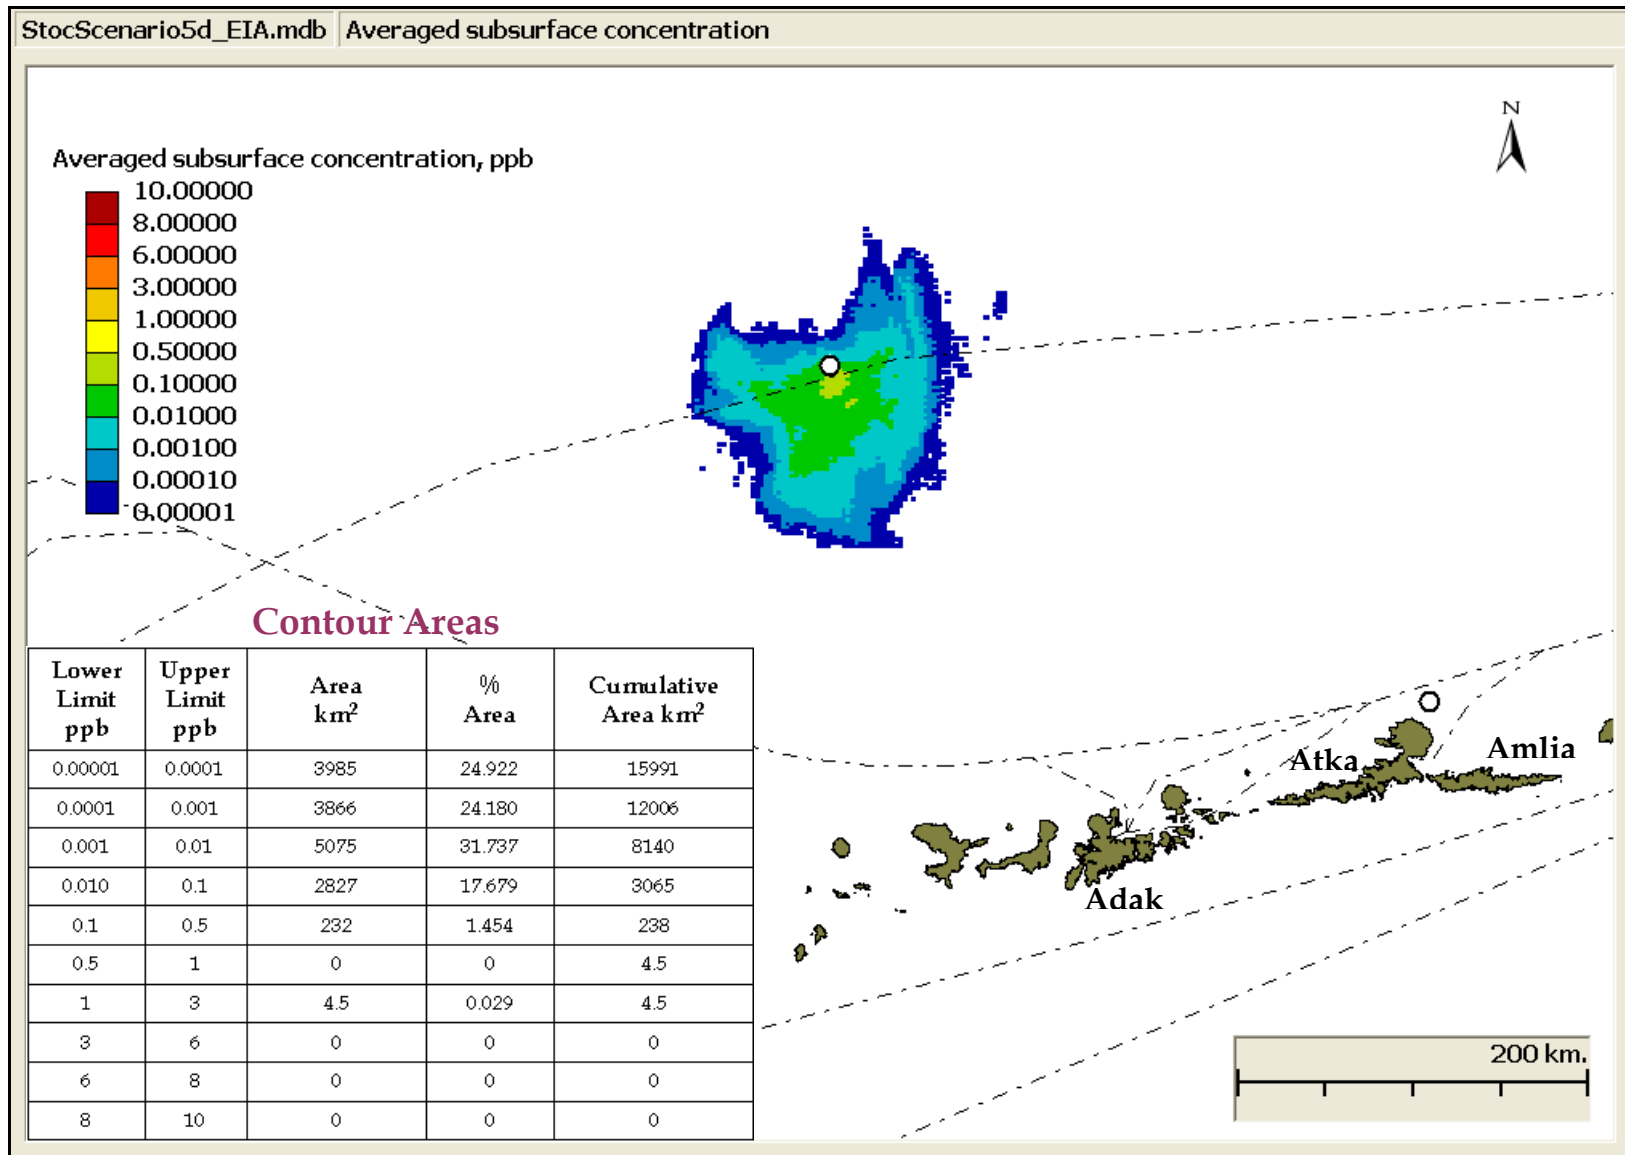 StocScenario5d_EIA.mdb Averaged subsurface concentration
N
Averaged subsurface concentration, ppb
10.00000
8.00000
6.00000
3.00000
1.00000
0.50000
0.10000
0.01000
0.00100
0.00010
0.00001
Contour Areas
Lower Limit ppb Upper Limit ppb Area km² % Area Cumulative Area km²
0.00001 0.0001 3985 24.922 15991
0.0001 0.001 3866 24.180 12006
0.001 0.01 5075 31.737 8140
0.010 0.1 2827 17.679 3065
0.1 0.5 232 1.454 238
0.5 1 0 0 4.5
1 3 4.5 0.029 4.5
3 6 0 0 0
6 8 0 0 0
8 10 0 0 0
Atka
Amlia
Adak
200 km.